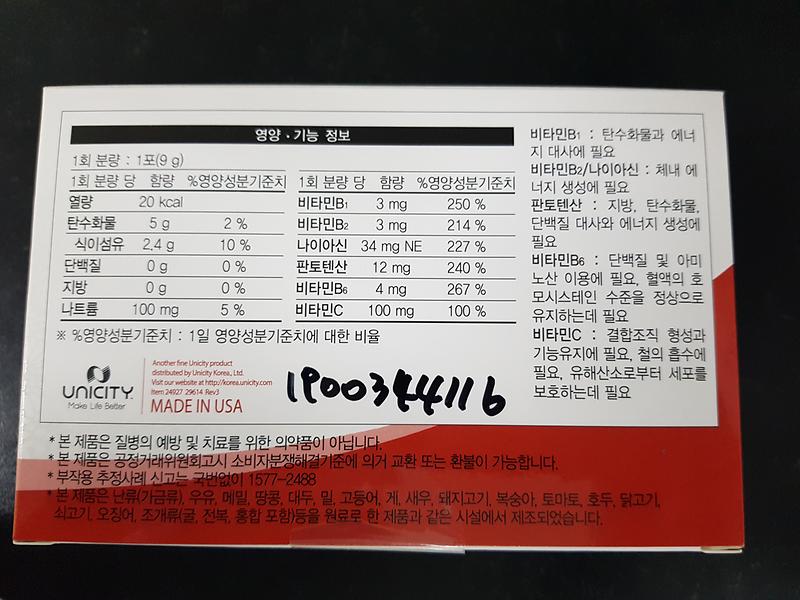 영양·기능 정보
1회 분량 : 1포(9 g)
1회 분량 당 함량 %영양성분기준치
열량 20 kcal
탄수화물 5 g 2 %
식이섬유 2.4 g 10 %
단백질 0 g 0 %
지방 0 g 0 %
나트륨 100 mg 5 %
1회 분량 당 함량 %영양성분기준치
비타민B1 3 mg 250 %
비타민B2 3 mg 214 %
나이아신 34 mg NE 227 %
판토텐산 12 mg 240 %
비타민B6 4 mg 267 %
비타민C 100 mg 100 %
※ %영양성분기준치 : 1일 영양성분기준치에 대한 비율
비타민B1 : 탄수화물과 에너
지 대사에 필요
비타민B2/나이아신 : 체내 에
너지 생성에 필요
판토텐산 : 지방, 탄수화물,
단백질 대사와 에너지 생성에
필요
비타민B6 : 단백질 및 아미
노산 이용에 필요, 혈액의 호
모시스테인 수준을 정상으로
유지하는데 필요
비타민C : 결합조직 형성과
기능유지에 필요, 철의 흡수에
필요, 유해산소로부터 세포를
보호하는데 필요
UNICITY
Make Life Better
Another fine Unicity product
distributed by Unicity Korea, Ltd.
Visit our website at http://korea.unicity.com
Item 24927 29614 Rev3
MADE IN USA
1900344116
* 본 제품은 질병의 예방 및 치료를 위한 의약품이 아닙니다.
* 본 제품은 공정거래위원회고시 소비자분쟁해결기준에 의거 교환 또는 환불이 가능합니다.
* 부작용 추정사례 신고는 국번없이 1577-2488
* 본 제품은 난류(가금류), 우유, 메밀, 땅콩, 대두, 밀, 고등어, 게, 새우, 돼지고기, 복숭아, 토마토, 호두, 닭고기,
쇠고기, 오징어, 조개류(굴, 전복, 홍합 포함)등을 원료로 한 제품과 같은 시설에서 제조되었습니다.